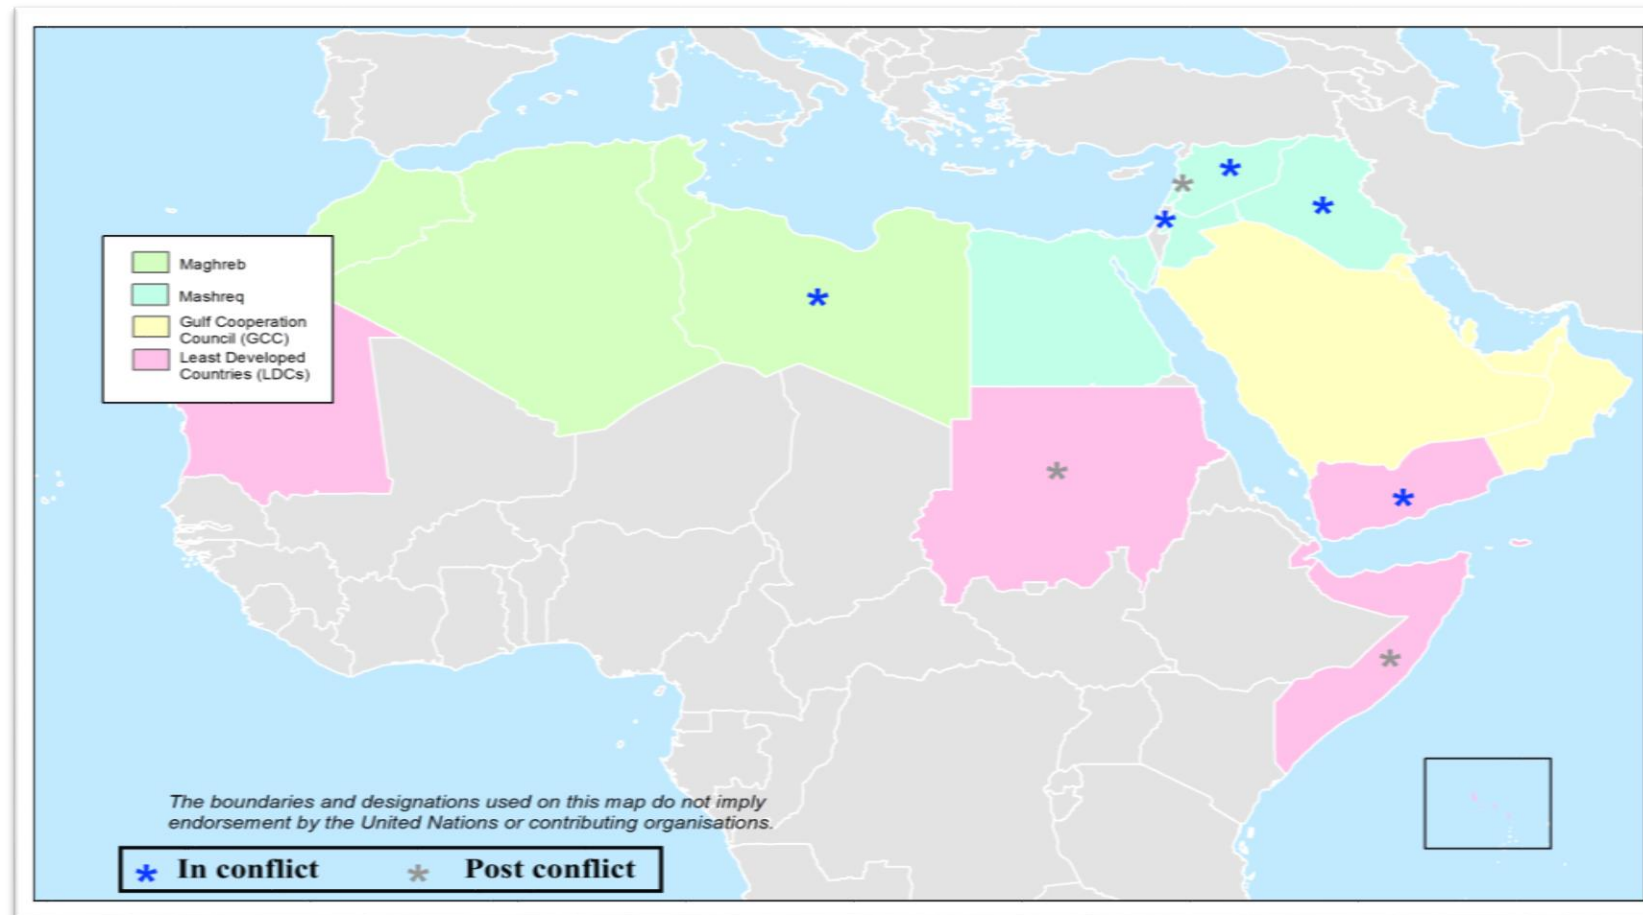 Maghreb
Mashreq
Gulf Cooperation
Council (GCC)
Least Developed
Countries (LDCs)
The boundaries and designations used on this map do not imply
endorsement by the United Nations or contributing organisations.
* In conflict * Post conflict